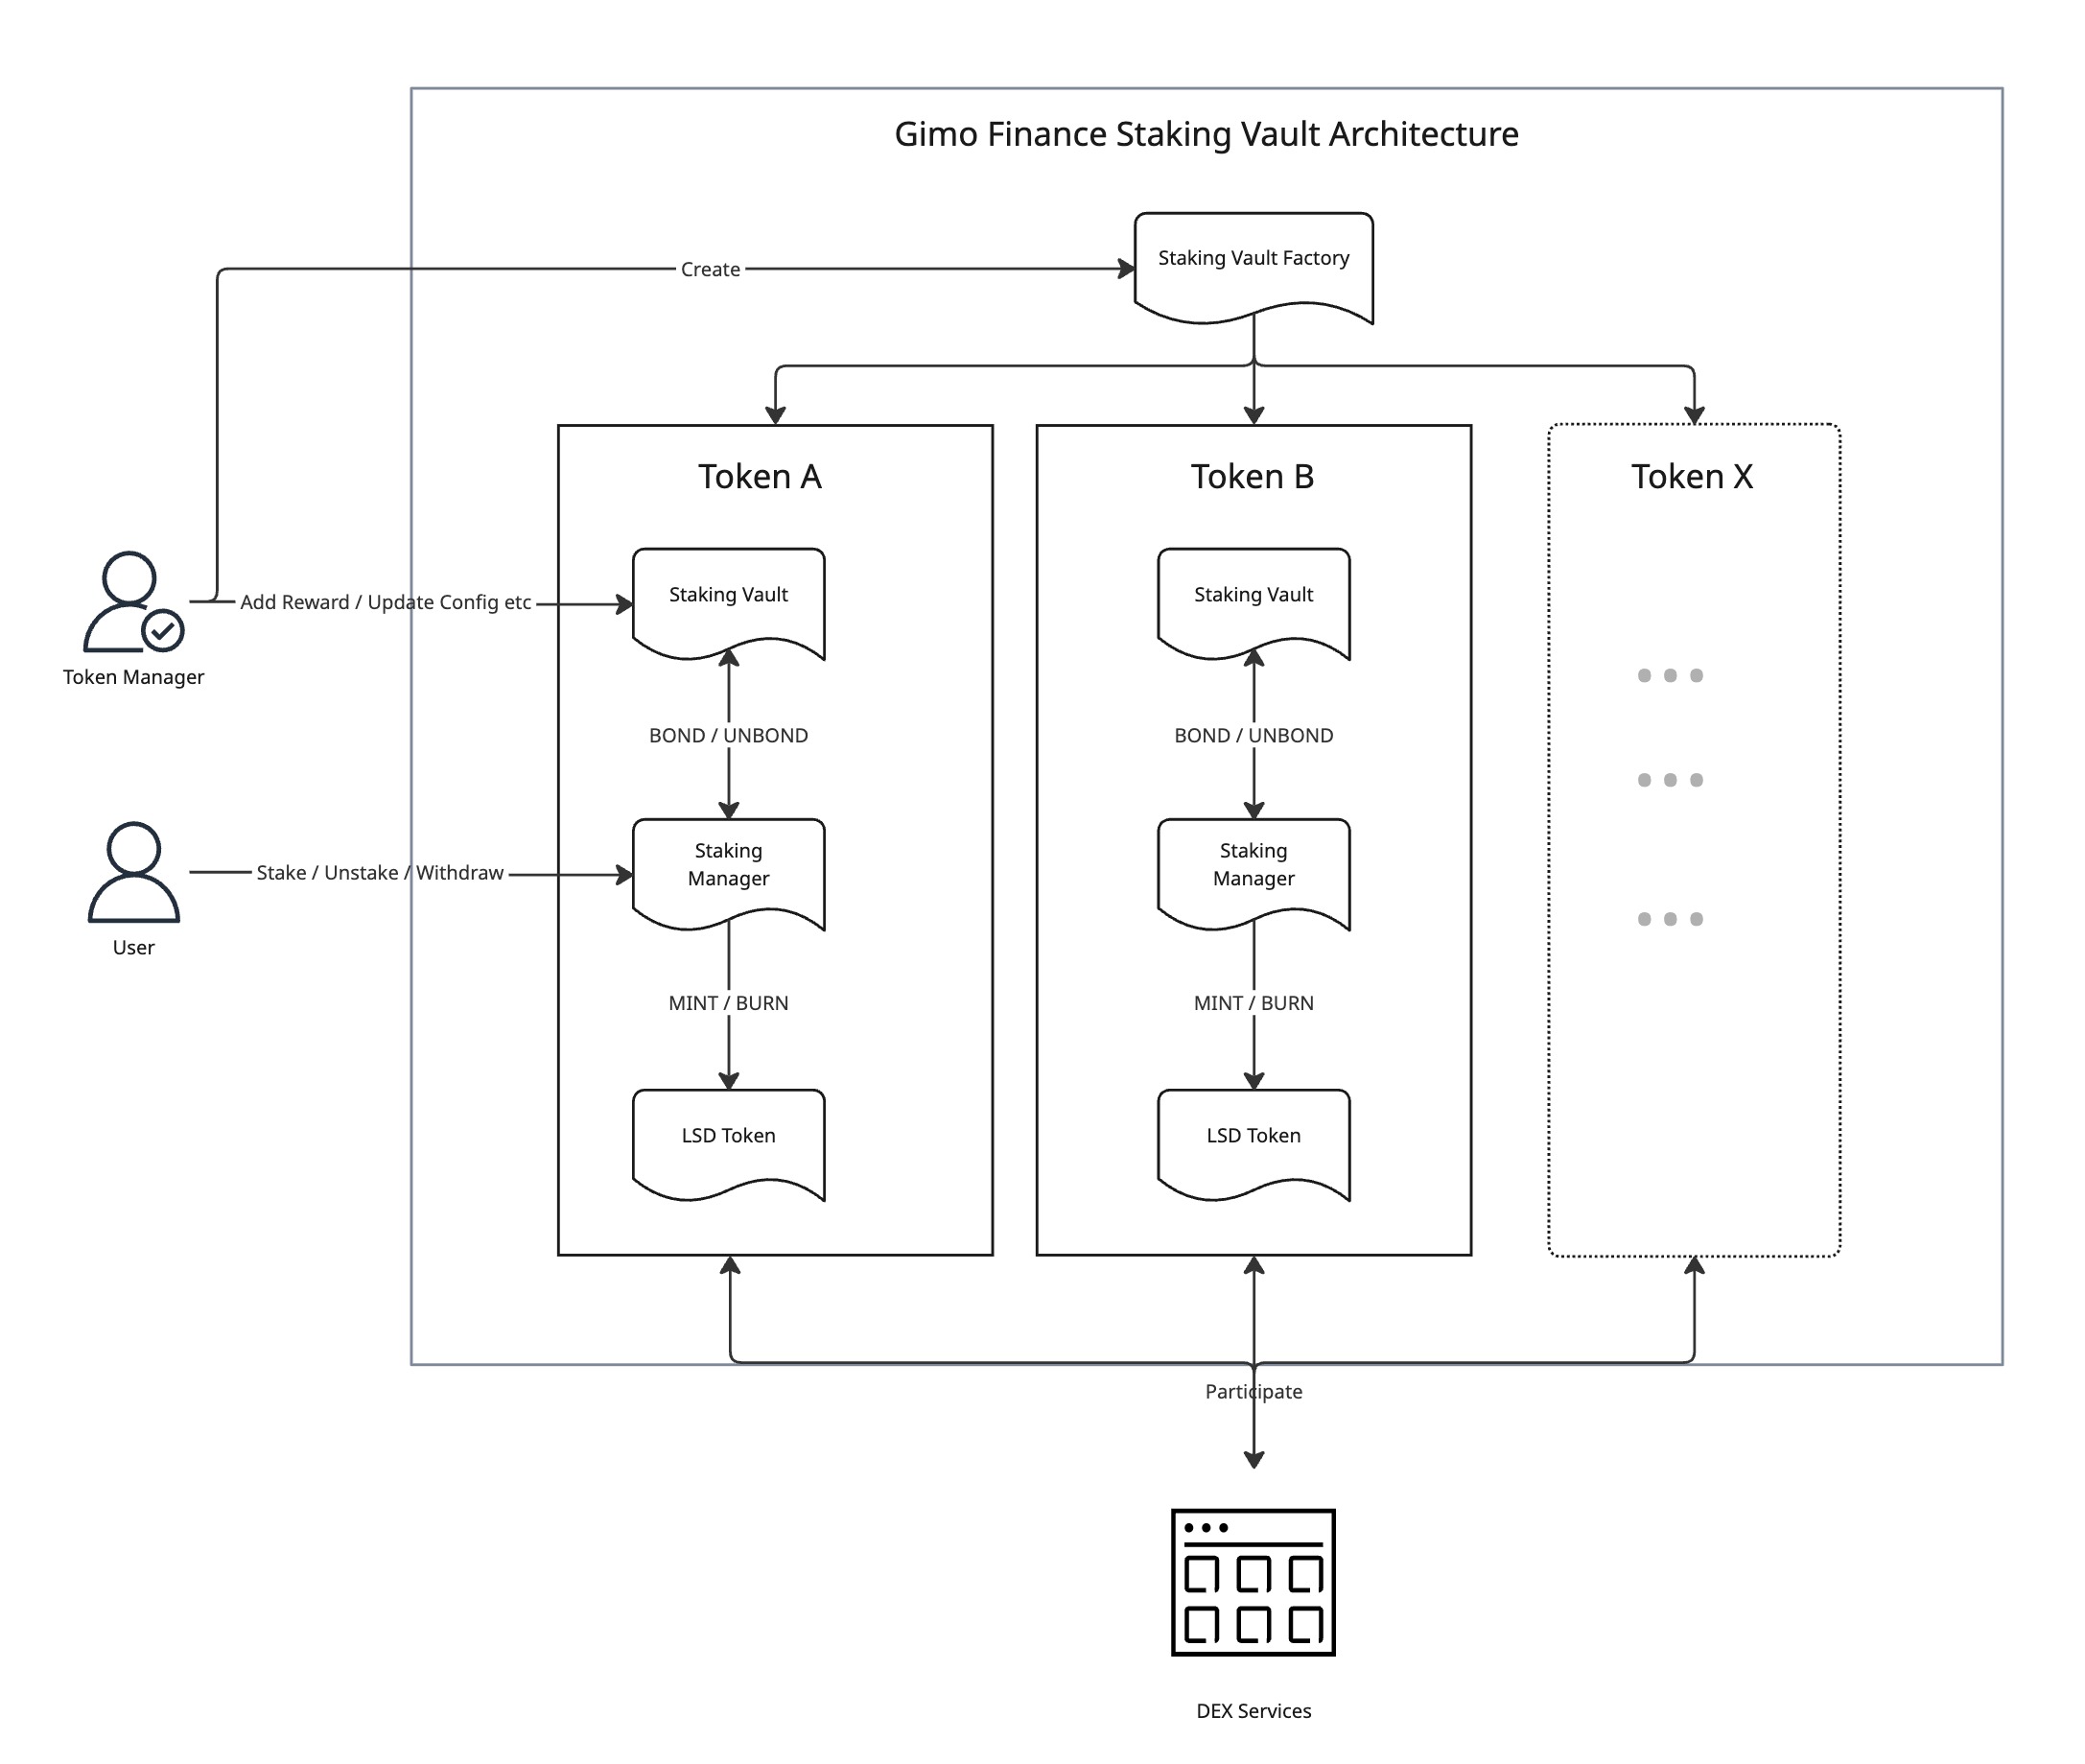 Gimo Finance Staking Vault Architecture
Staking Vault Factory
Create
Token A
Token B
Token X
Staking Vault
Staking Vault
Add Reward / Update Config etc
Token Manager
BOND / UNBOND
BOND / UNBOND
Staking
Manager
Staking
Manager
Stake / Unstake / Withdraw
User
MINT / BURN
MINT / BURN
LSD Token
LSD Token
Participate
DEX Services